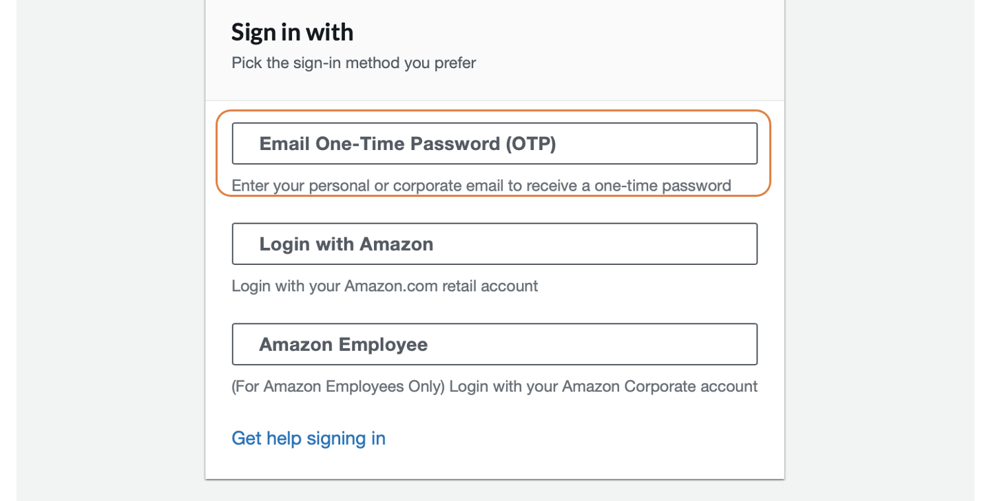 Sign in with
Pick the sign-in method you prefer
Email One-Time Password (OTP)
Enter your personal or corporate email to receive a one-time password
Login with Amazon
Login with your Amazon.com retail account
Amazon Employee
(For Amazon Employees Only) Login with your Amazon Corporate account
Get help signing in